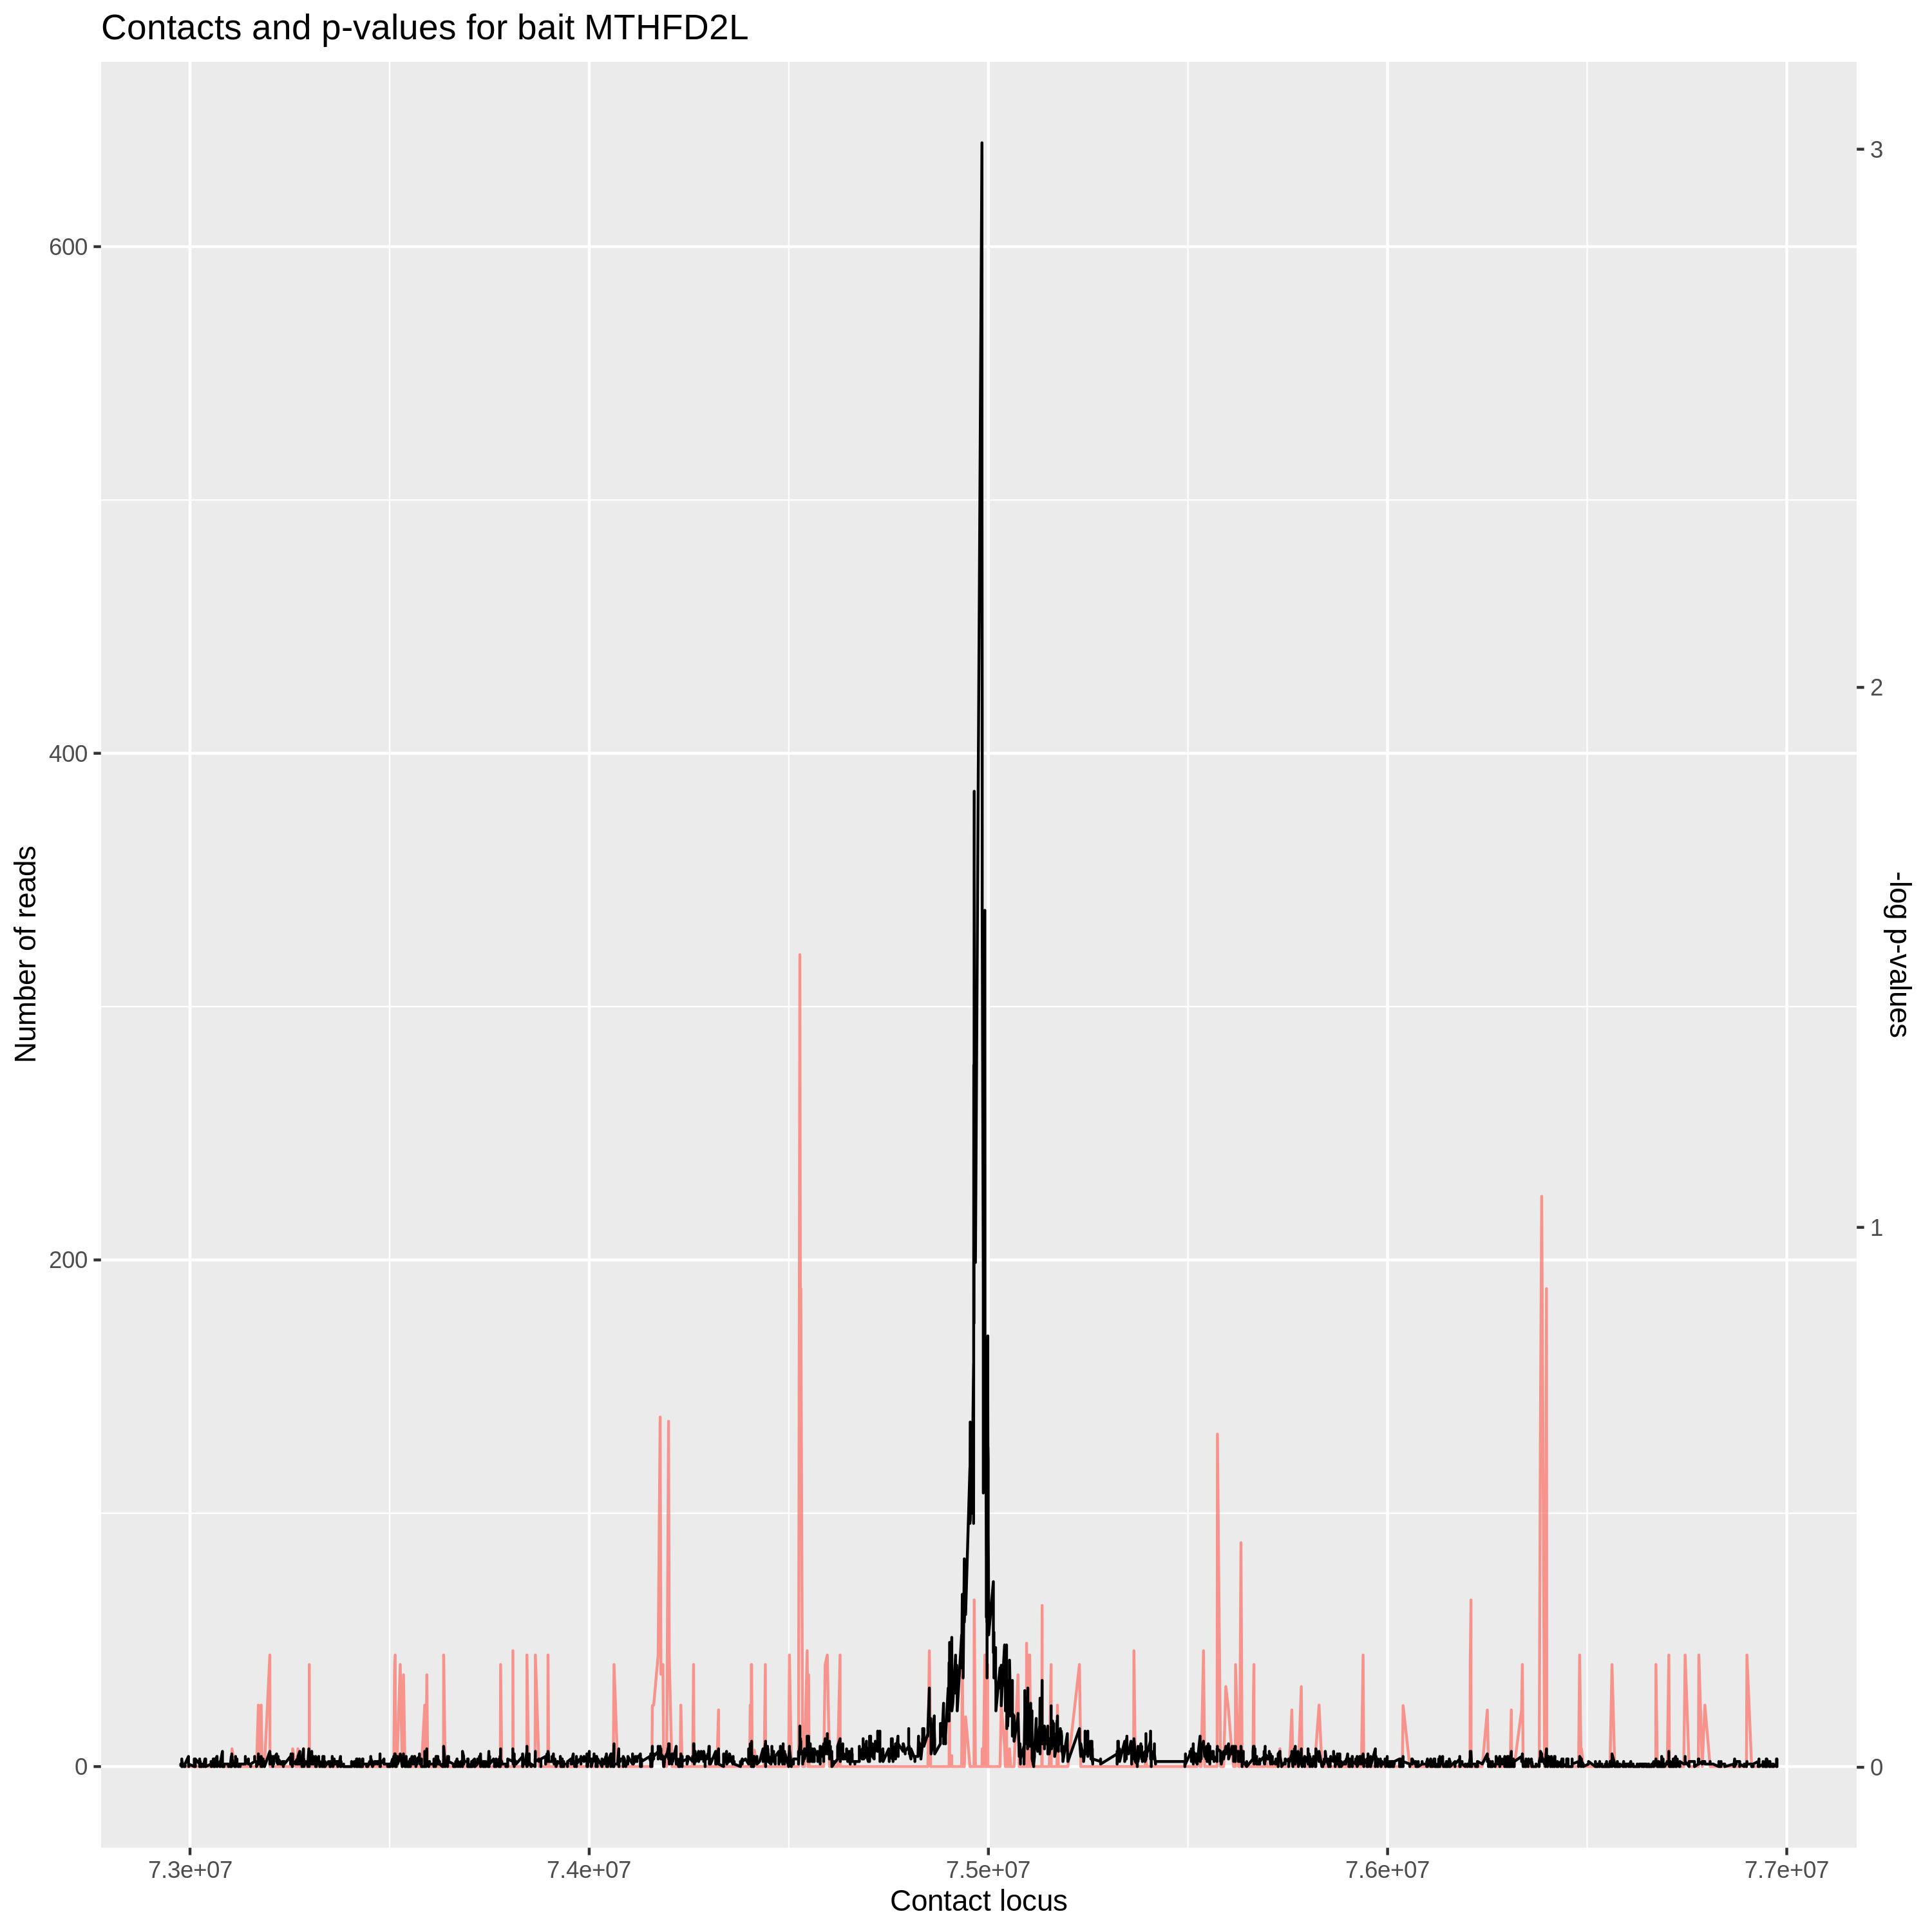 Contacts and p-values for bait MTHFD2L
600
400
200
0
Number of reads
3
2
1
0
-log p-values
7.3e+07
7.4e+07
7.5e+07
7.6e+07
7.7e+07
Contact locus